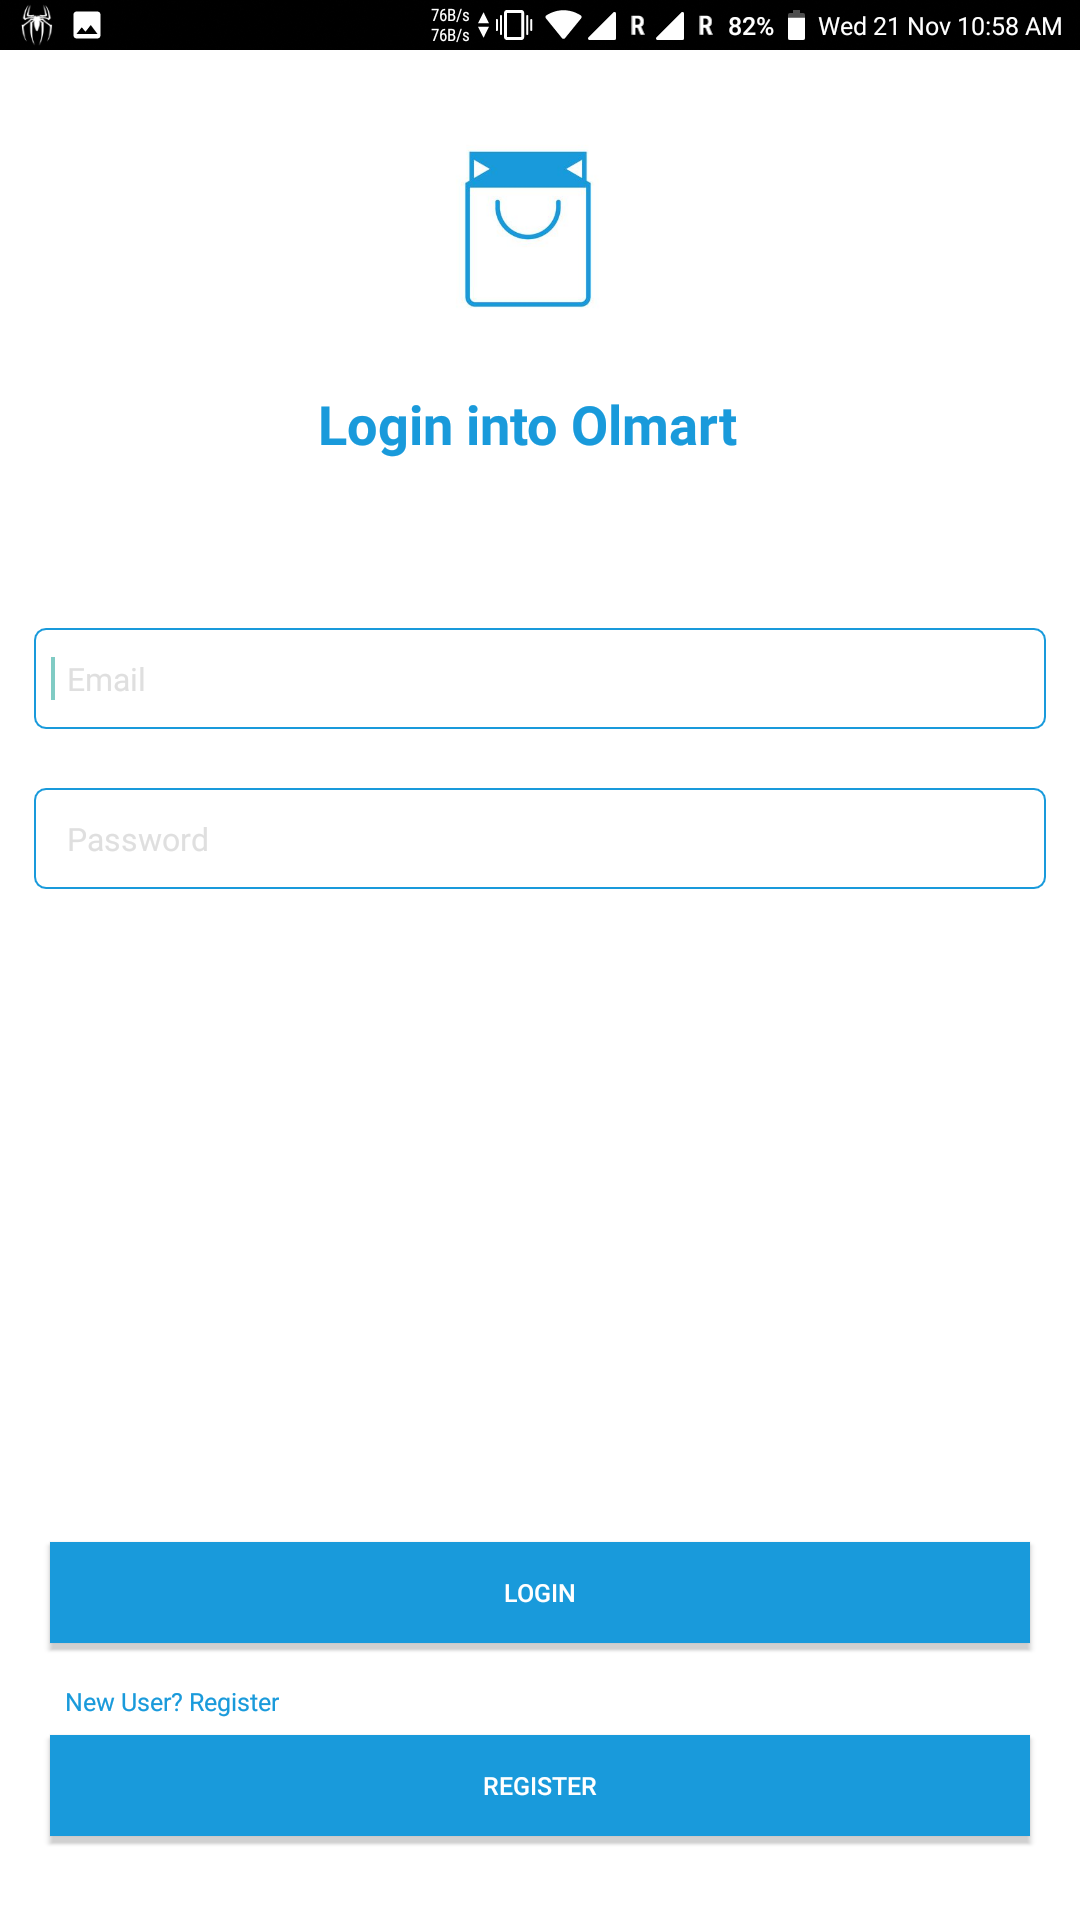 76B/s
76B/s
R R 82% Wed 21 Nov 10:58 AM
Login into Olmart
Email
Password
LOGIN
New User? Register
REGISTER